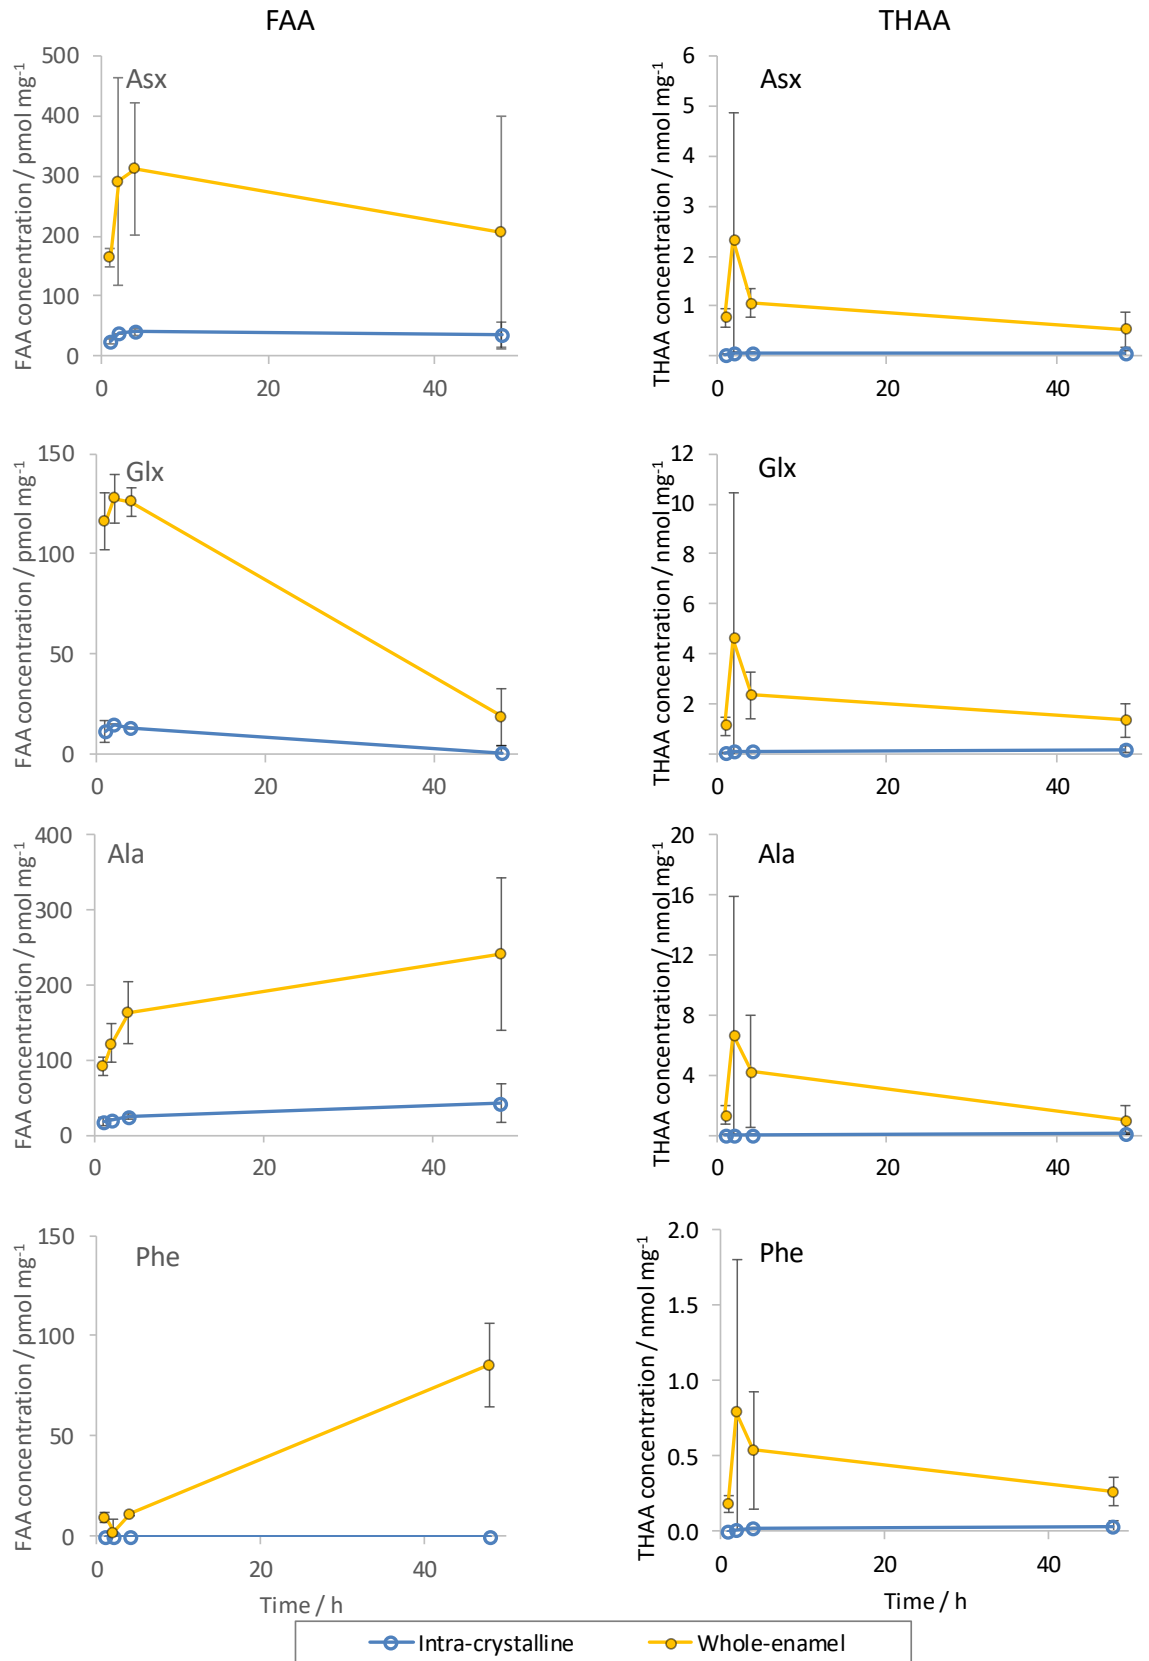 FAA
THAA
FAA concentration / pmol mg-1
500
400
300
200
100
0
Asx
0
20
40
THAA concentration / nmol mg-1
6
5
4
3
2
1
Asx
0
20
40
FAA concentration / pmol mg-1
150
100
50
0
Glx
0
20
40
THAA concentration / nmol mg-1
12
10
8
6
4
2
Glx
0
20
40
FAA concentration / pmol mg-1
400
300
200
100
0
Ala
0
20
40
THAA concentration / nmol mg-1
20
16
12
8
4
Ala
0
20
40
FAA concentration / pmol mg-1
150
100
50
0
Phe
0
20
40
Time / h
THAA concentration / nmol mg-1
2.0
1.5
1.0
0.5
0.0
Phe
0
20
40
Time / h
Intra-crystalline
Whole-enamel